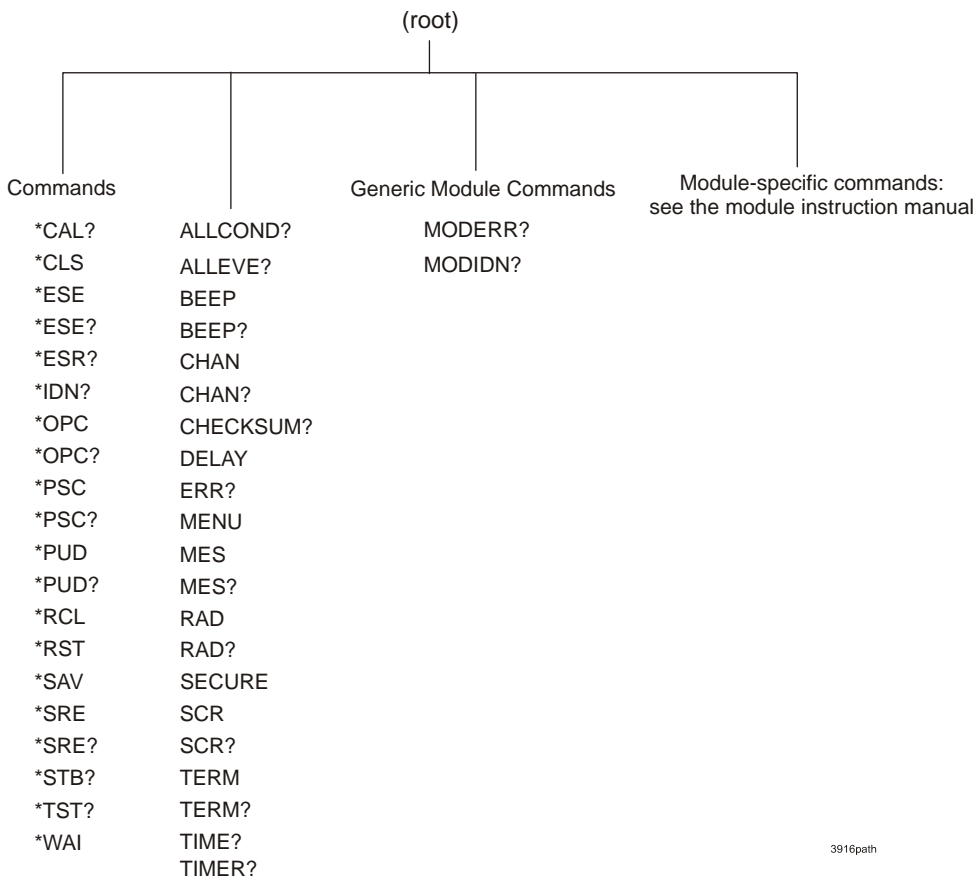 (root)
Commands
*CAL?
*CLS
*ESE
*ESE?
*ESR?
*IDN?
*OPC
*OPC?
*PSC
*PSC?
*PUD
*PUD?
*RCL
*RST
*SAV
*SRE
*SRE?
*STB?
*TST?
*WAI
ALLCOND?
ALLEVE?
BEEP
BEEP?
CHAN
CHAN?
CHECKSUM?
DELAY
ERR?
MENU
MES
MES?
RAD
RAD?
SECURE
SCR
SCR?
TERM
TERM?
TIME?
TIMER?
Generic Module Commands
MODERR?
MODIDN?
Module-specific commands:
see the module instruction manual
3916path